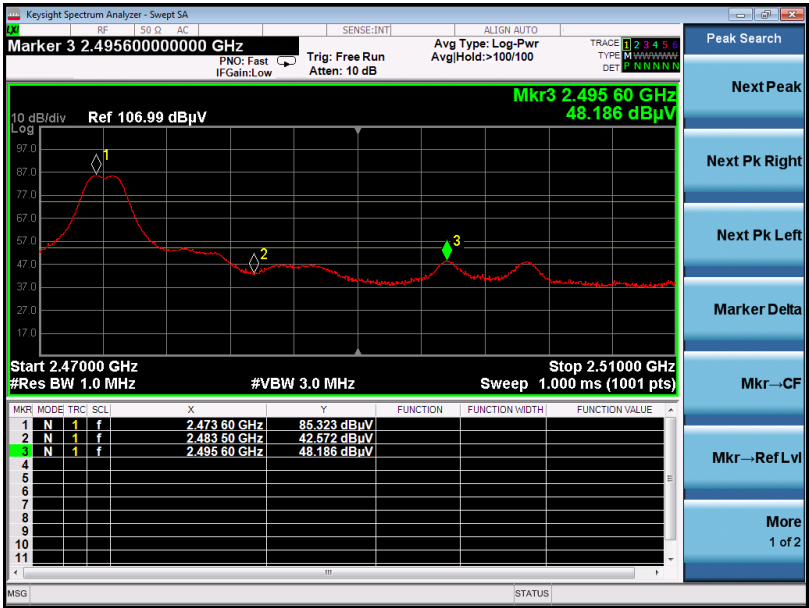 Keysight Spectrum Analyzer - Swept SA
LXI RF 50 Ω AC SENSE:INT ALIGN AUTO
Marker 3 2.495600000000 GHz
PNO: Fast
IFGain:Low
Trig: Free Run
Atten: 10 dB
Avg Type: Log-Pwr
Avg|Hold:>100/100
TRACE 1 2 3 4 5 6
TYPE M W W W W W
DET P N N N N N
Mkr3 2.495 60 GHz
48.186 dBµV
10 dB/div Ref 106.99 dBµV
Log
97.0
87.0
77.0
67.0
57.0
47.0
37.0
27.0
17.0
1
2
3
Start 2.47000 GHz Stop 2.51000 GHz
#Res BW 1.0 MHz #VBW 3.0 MHz Sweep 1.000 ms (1001 pts)
MKR MODE TRC SCL X Y FUNCTION FUNCTION WIDTH FUNCTION VALUE
1 N 1 f 2.473 60 GHz 85.323 dBµV
2 N 1 f 2.483 50 GHz 42.572 dBµV
3 N 1 f 2.495 60 GHz 48.186 dBµV
4
5
6
7
8
9
10
11
MSG STATUS
Peak Search
Next Peak
Next Pk Right
Next Pk Left
Marker Delta
Mkr→CF
Mkr→Ref Lvl
More
1 of 2